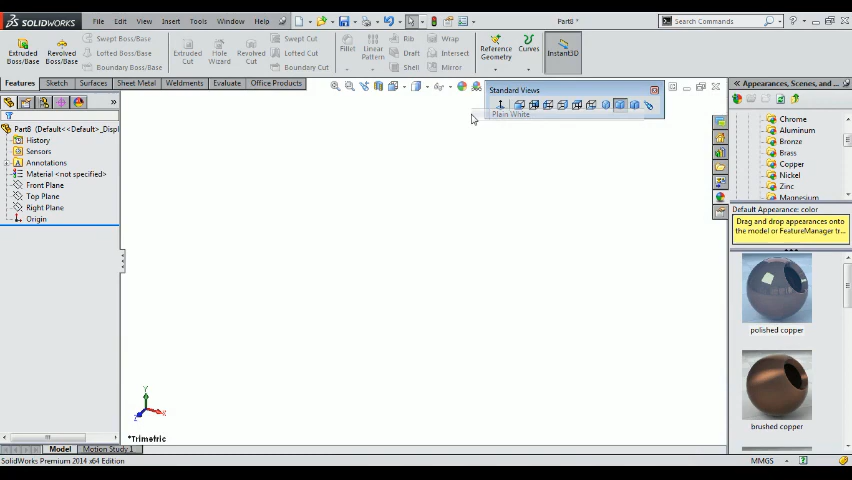 SOLIDWORKS
File Edit View Insert Tools Window Help
Part8 *
Search Commands
Extruded Boss/Base
Revolved Boss/Base
Swept Boss/Base
Lofted Boss/Base
Boundary Boss/Base
Extruded Cut
Hole Wizard
Revolved Cut
Swept Cut
Lofted Cut
Boundary Cut
Fillet
Linear Pattern
Rib
Draft
Shell
Wrap
Intersect
Mirror
Reference Geometry
Curves
Instant3D
Features Sketch Surfaces Sheet Metal Weldments Evaluate Office Products
Standard Views
Plain White
Appearances, Scenes, and...
Part8 (Default<<Default>_Displ
History
Sensors
Annotations
Material <not specified>
Front Plane
Top Plane
Right Plane
Origin
Chrome
Aluminum
Bronze
Brass
Copper
Nickel
Zinc
Magnesium
Default Appearance: color
Drag and drop appearances onto
the model or FeatureManager tr...
polished copper
brushed copper
Y
X
Z
*Trimetric
Model Motion Study 1
SolidWorks Premium 2014 x64 Edition
MMGS